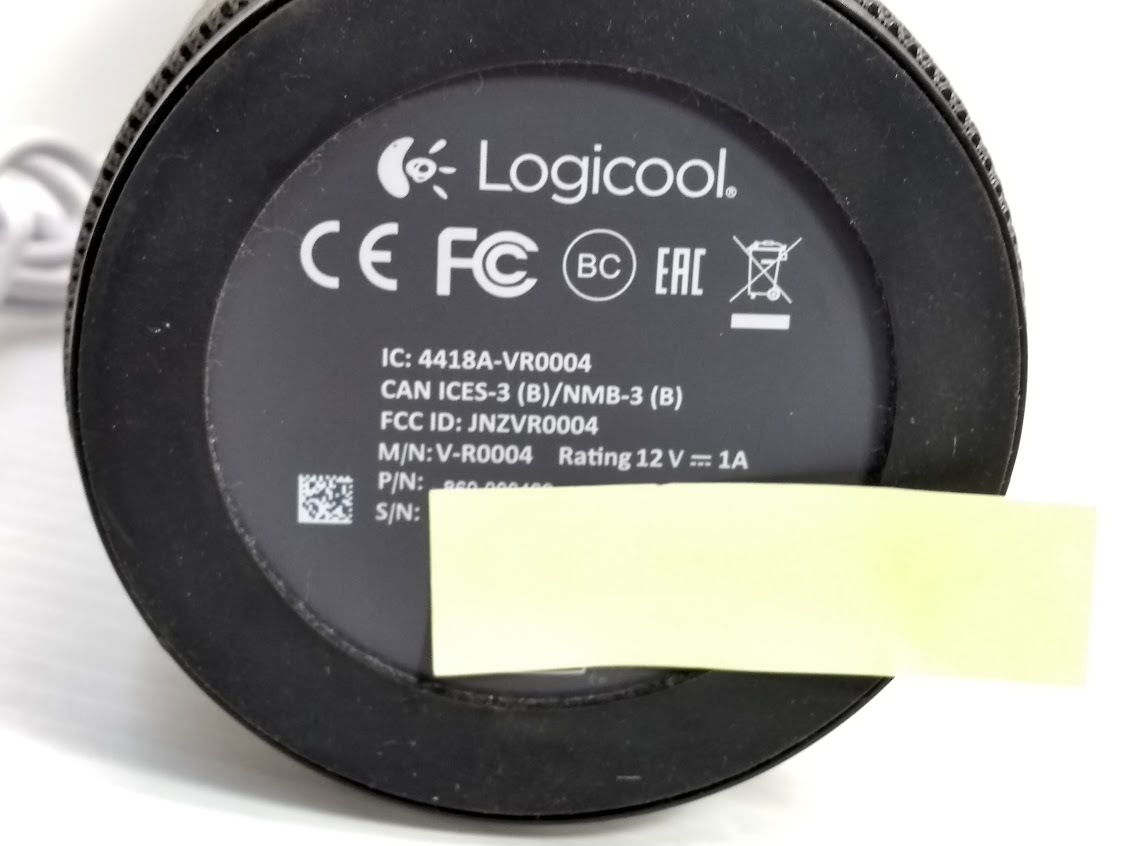 Logicool®
CE FC BC EAC
IC: 4418A-VR0004
CAN ICES-3 (B)/NMB-3 (B)
FCC ID: JNZVR0004
M/N: V-R0004 Rating 12 V ⎓ 1A
P/N:
S/N: